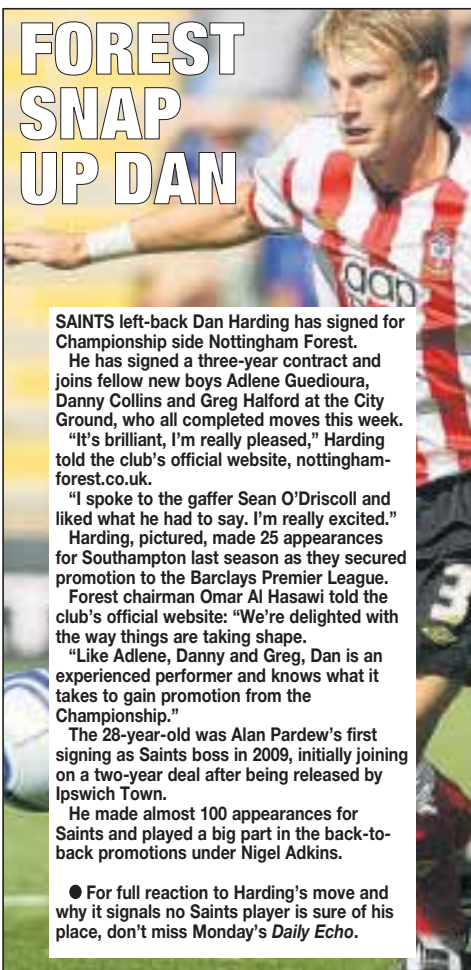 FOREST
SNAP
UP DAN
aap
3
SAINTS left-back Dan Harding has signed for
Championship side Nottingham Forest.
He has signed a three-year contract and
joins fellow new boys Adlene Guedioura,
Danny Collins and Greg Halford at the City
Ground, who all completed moves this week.
“It’s brilliant, I’m really pleased,” Harding
told the club’s official website, nottingham-
forest.co.uk.
“I spoke to the gaffer Sean O’Driscoll and
liked what he had to say. I’m really excited.”
Harding, pictured, made 25 appearances
for Southampton last season as they secured
promotion to the Barclays Premier League.
Forest chairman Omar Al Hasawi told the
club’s official website: “We’re delighted with
the way things are taking shape.
“Like Adlene, Danny and Greg, Dan is an
experienced performer and knows what it
takes to gain promotion from the
Championship.”
The 28-year-old was Alan Pardew’s first
signing as Saints boss in 2009, initially joining
on a two-year deal after being released by
Ipswich Town.
He made almost 100 appearances for
Saints and played a big part in the back-to-
back promotions under Nigel Adkins.
● For full reaction to Harding’s move and
why it signals no Saints player is sure of his
place, don’t miss Monday’s Daily Echo.